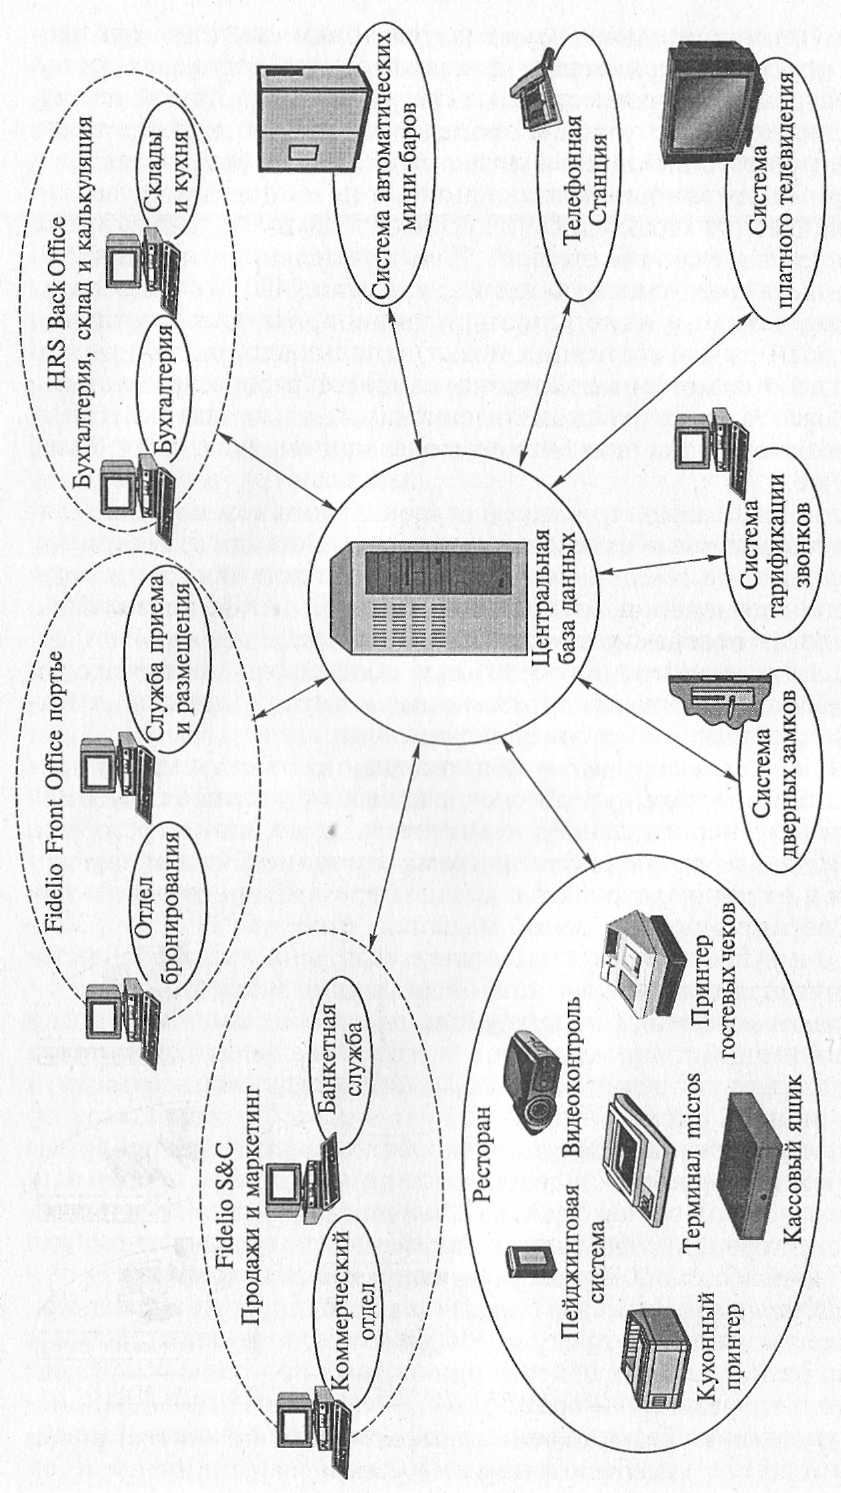 Fidelio S&C
Продажи и маркетинг
Коммерческий
отдел
Банкетная
служба
Fidelio Front Office портье
Отдел
бронирования
Служба приема
и размещения
HRS Back Office
Бухгалтерия и калькуляция
Бухгалтерия
Склады
и кухня
Центральная
база данных
Система автоматических
мини-баров
Телефонная
Станция
Система
платного телевидения
Система
тарификации
звонков
Система
дверных замков
Ресторан
Пейджинговая
система
Видеоконтроль
Принтер
гостевых чеков
Кухонный
принтер
Терминал micros
Кассовый ящик